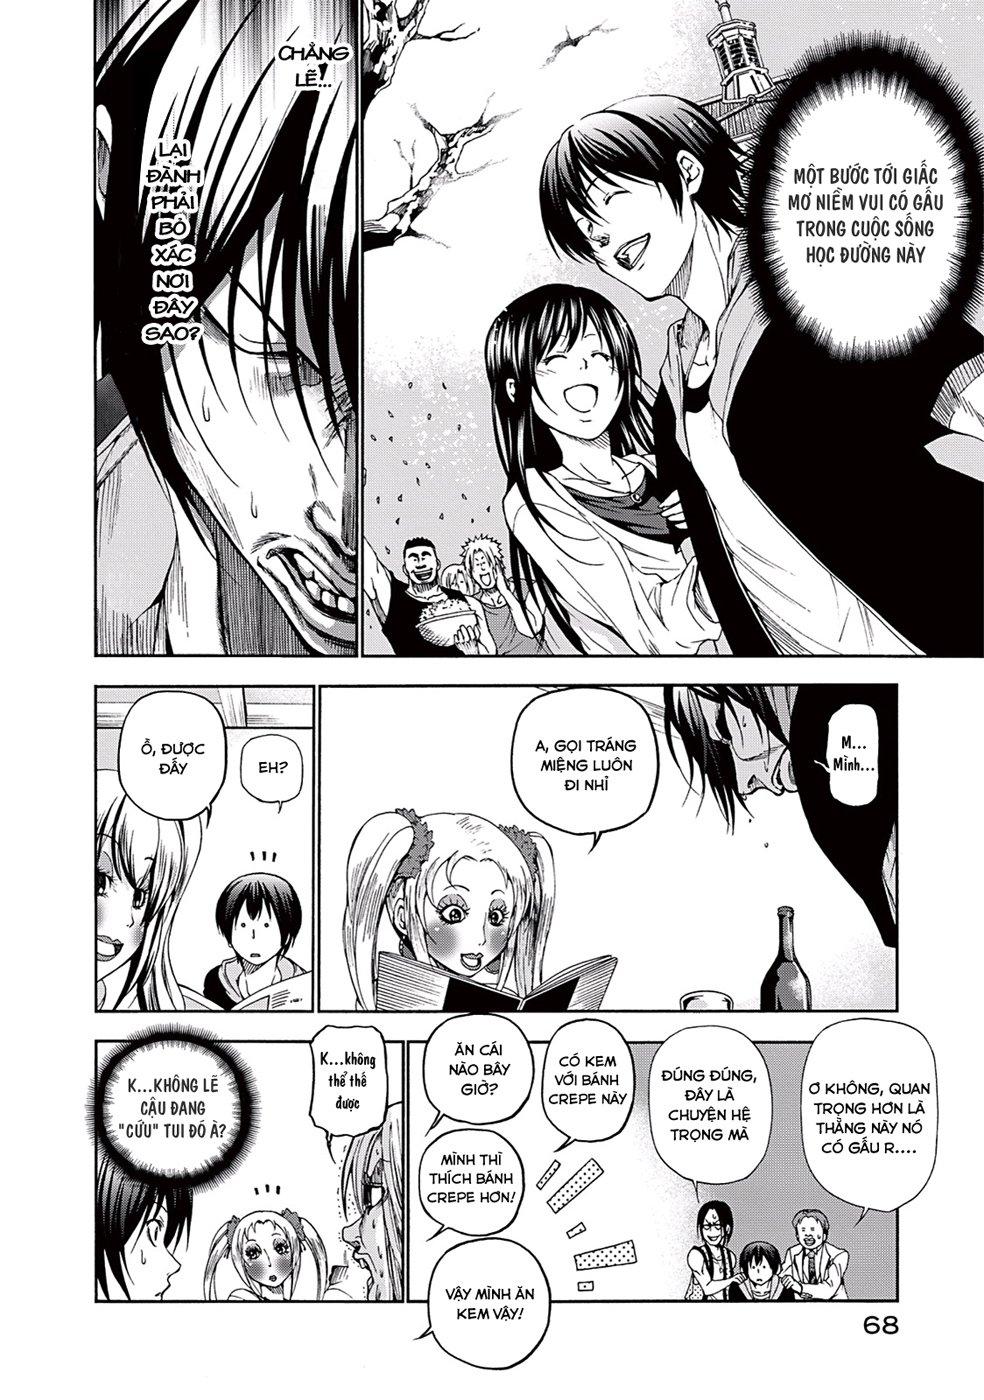 MỘT BƯỚC TỚI GIẤC
MƠ NIỀM VUI CÓ GẤU
TRONG CUỘC SỐNG
HỌC ĐƯỜNG NÀY
CHẲNG
LẼ...
LẠI
ĐÀNH
PHẢI
BỎ
XÁC
NƠI
ĐÂY
SAO?
M...
Mình...
A, GỌI TRÁNG
MIỆNG LUÔN
ĐI NHỈ
EH?
Ồ, ĐƯỢC
ĐẤY
Ơ KHÔNG, QUAN
TRỌNG HƠN LÀ
THẰNG NÀY NÓ
CÓ GẤU R....
ĐÚNG ĐÚNG,
ĐÂY LÀ
CHUYỆN HỆ
TRỌNG MÀ
CÓ KEM
VỚI BÁNH
CREPE NÀY
ĂN CÁI
NÀO BÂY
GIỜ?
MÌNH THÌ
THÍCH BÁNH
CREPE HƠN!
VẬY MÌNH ĂN
KEM VẬY!
K...không
thể thế
được
K...KHÔNG LẼ
CẬU ĐANG
"CỨU" TUI ĐÓ À?
68